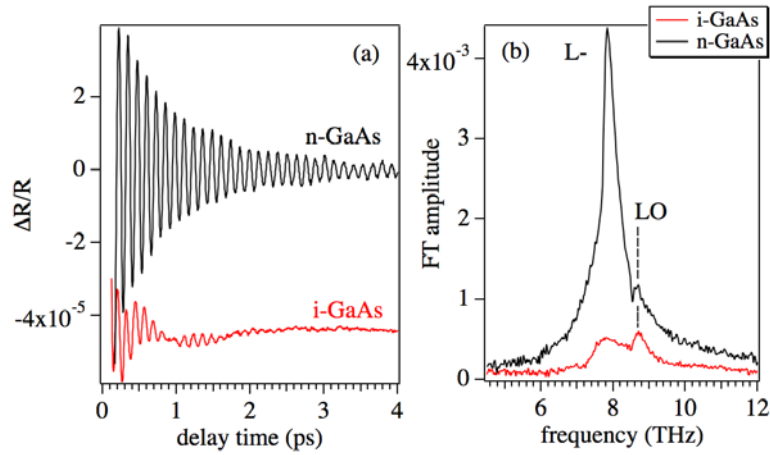 (a)
n-GaAs
i-GaAs
2
0
-2
-4x10⁻⁵
ΔR/R
0
1
2
3
4
delay time (ps)
i-GaAs
n-GaAs
(b)
L-
LO
4x10⁻³
3
2
1
0
FT amplitude
6
8
10
12
frequency (THz)